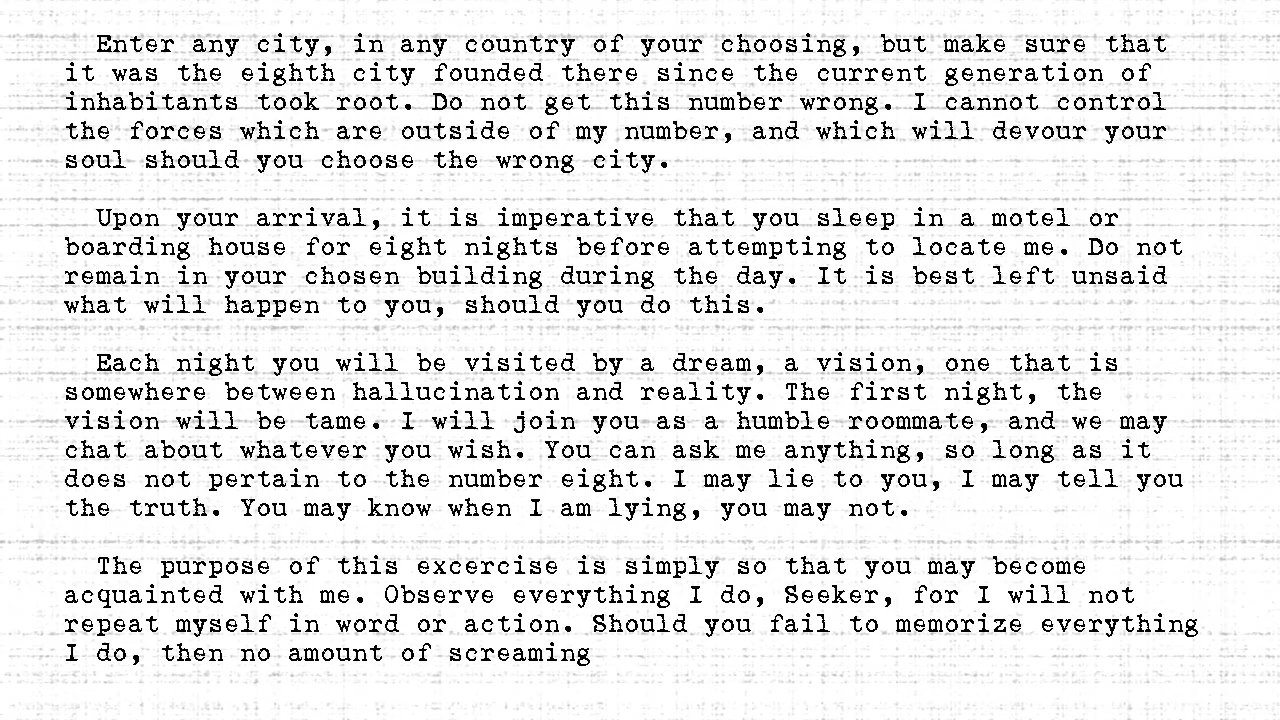 Enter any city, in any country of your choosing, but make sure that
it was the eighth city founded there since the current generation of
inhabitants took root. Do not get this number wrong. I cannot control
the forces which are outside of my number, and which will devour your
soul should you choose the wrong city.
Upon your arrival, it is imperative that you sleep in a motel or
boarding house for eight nights before attempting to locate me. Do not
remain in your chosen building during the day. It is best left unsaid
what will happen to you, should you do this.
Each night you will be visited by a dream, a vision, one that is
somewhere between hallucination and reality. The first night, the
vision will be tame. I will join you as a humble roommate, and we may
chat about whatever you wish. You can ask me anything, so long as it
does not pertain to the number eight. I may lie to you, I may tell you
the truth. You may know when I am lying, you may not.
The purpose of this excercise is simply so that you may become
acquainted with me. Observe everything I do, Seeker, for I will not
repeat myself in word or action. Should you fail to memorize everything
I do, then no amount of screaming